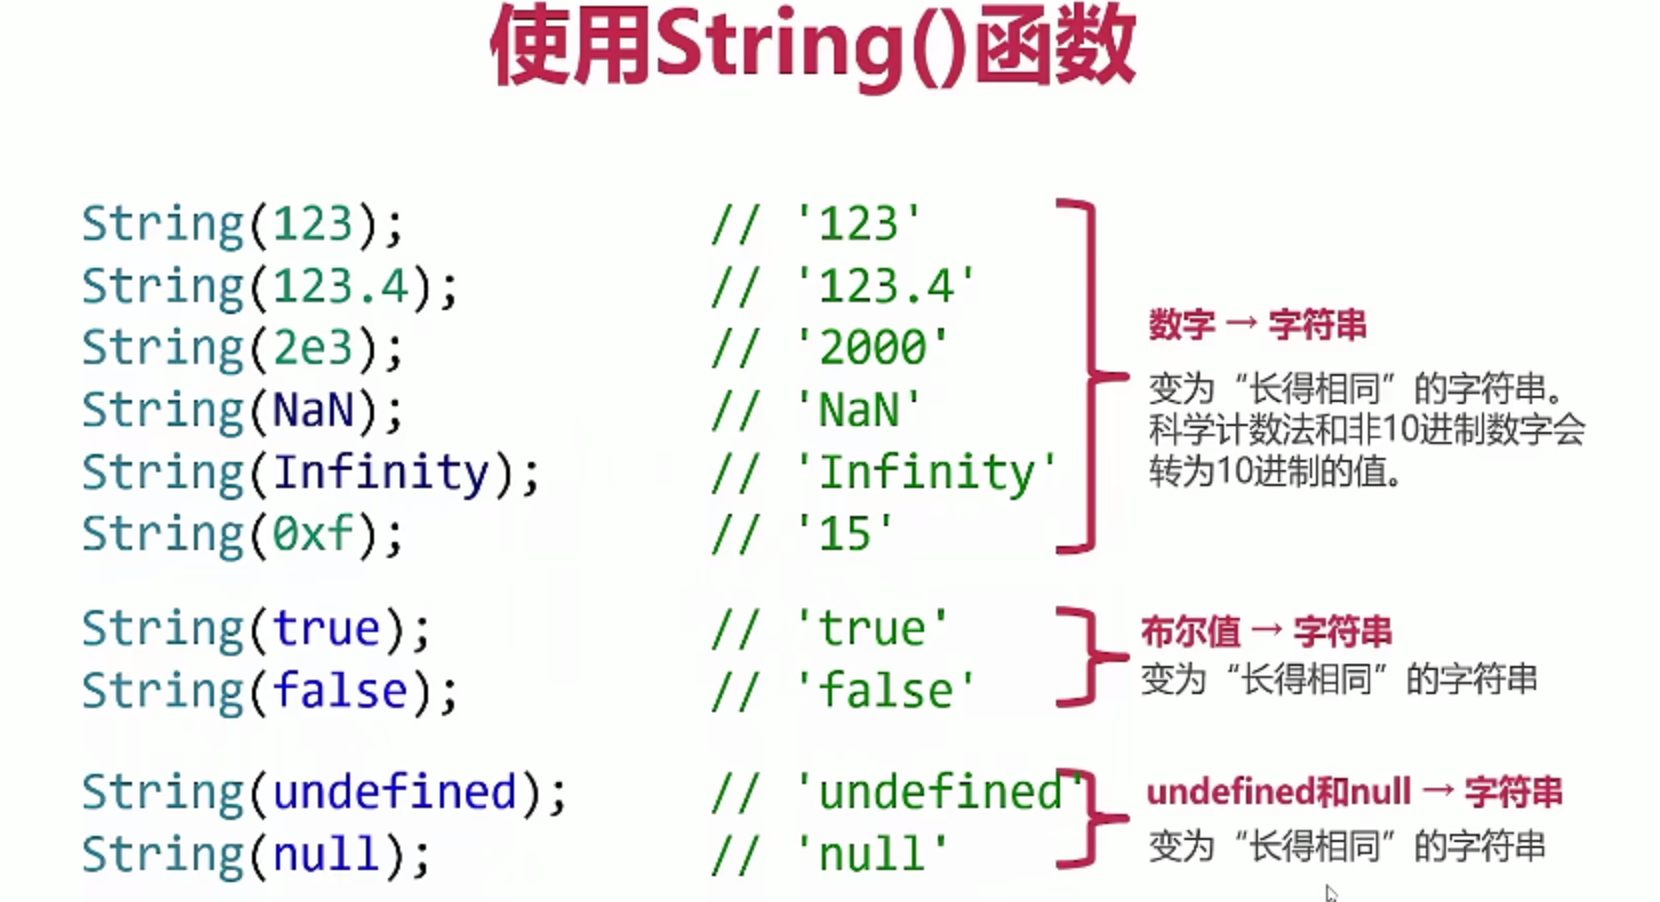 使用String()函数
String(123); // '123'
String(123.4); // '123.4'
String(2e3); // '2000'
String(NaN); // 'NaN'
String(Infinity); // 'Infinity'
String(0xf); // '15'
数字 → 字符串
变为“长得相同”的字符串。
科学计数法和非10进制数字会
转为10进制的值。
String(true); // 'true'
String(false); // 'false'
布尔值 → 字符串
变为“长得相同”的字符串
String(undefined); // 'undefined'
String(null); // 'null'
undefined和null → 字符串
变为“长得相同”的字符串